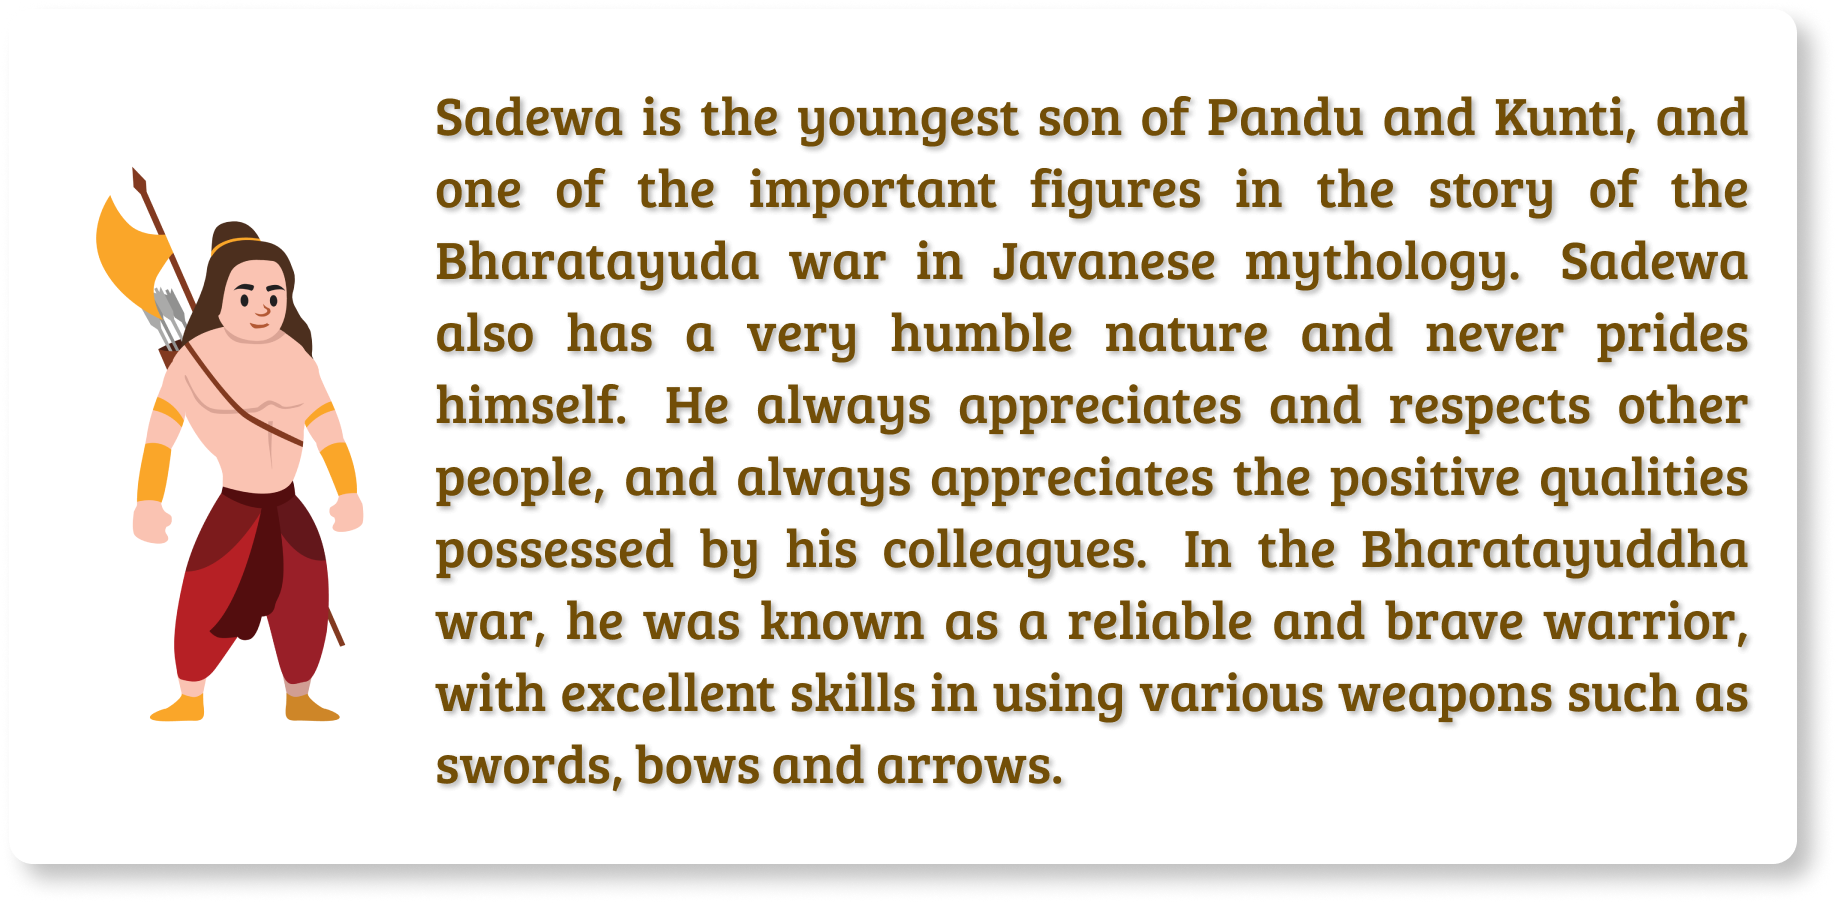 Sadewa is the youngest son of Pandu and Kunti, and
one of the important figures in the story of the
Bharatayuda war in Javanese mythology. Sadewa
also has a very humble nature and never prides
himself. He always appreciates and respects other
people, and always appreciates the positive qualities
possessed by his colleagues. In the Bharatayuddha
war, he was known as a reliable and brave warrior,
with excellent skills in using various weapons such as
swords, bows and arrows.